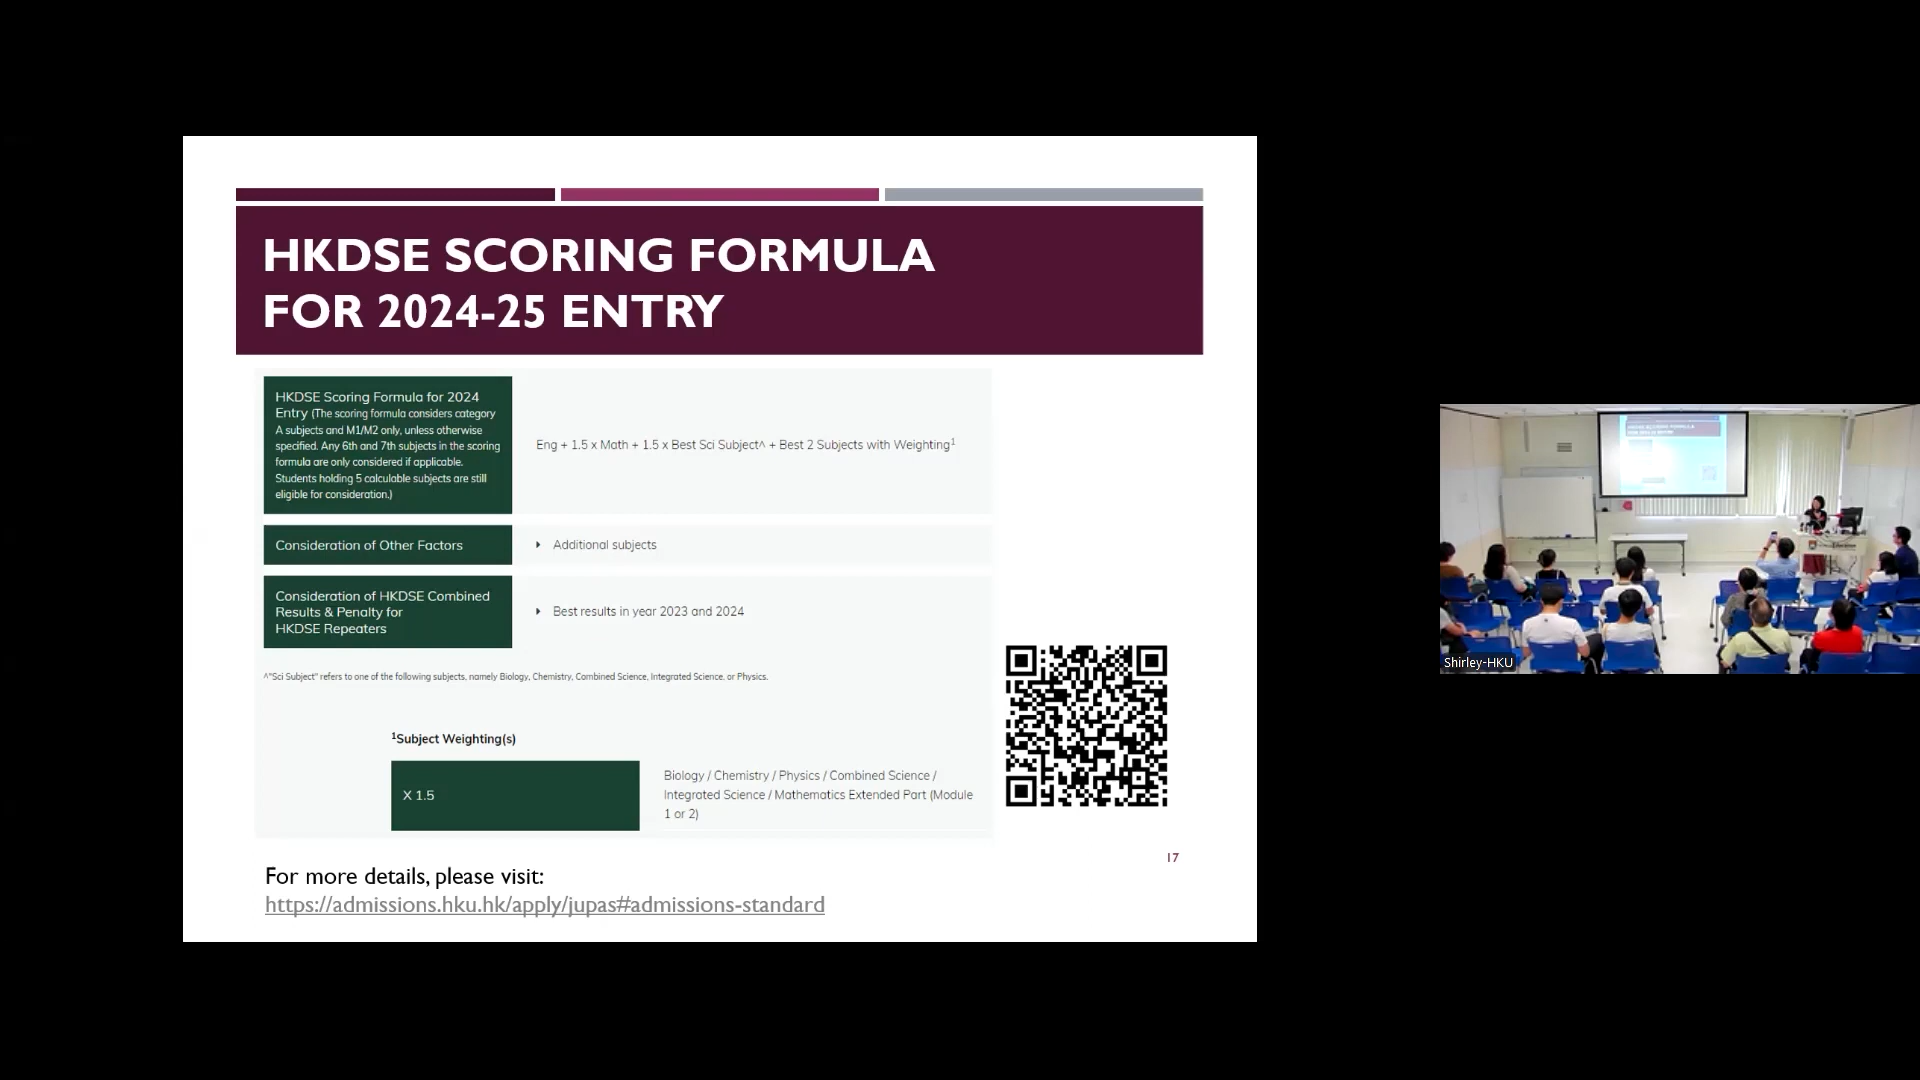 HKDSE SCORING FORMULA
FOR 2024-25 ENTRY
HKDSE Scoring Formula for 2024
Entry (The scoring formula considers category
A subjects and M1/M2 only, unless otherwise
specified. Any 6th and 7th subjects in the scoring
formula are only considered if applicable.
Students holding 5 calculable subjects are still
eligible for consideration.)
Eng + 1.5 x Math + 1.5 x Best Sci Subject^ + Best 2 Subjects with Weighting¹
Consideration of Other Factors
Additional subjects
Consideration of HKDSE Combined
Results & Penalty for
HKDSE Repeaters
Best results in year 2023 and 2024
^"Sci Subject" refers to one of the following subjects, namely Biology, Chemistry, Combined Science, Integrated Science, or Physics.
¹Subject Weighting(s)
X 1.5
Biology / Chemistry / Physics / Combined Science /
Integrated Science / Mathematics Extended Part (Module
1 or 2)
17
For more details, please visit:
https://admissions.hku.hk/apply/jupas#admissions-standard
Shirley-HKU